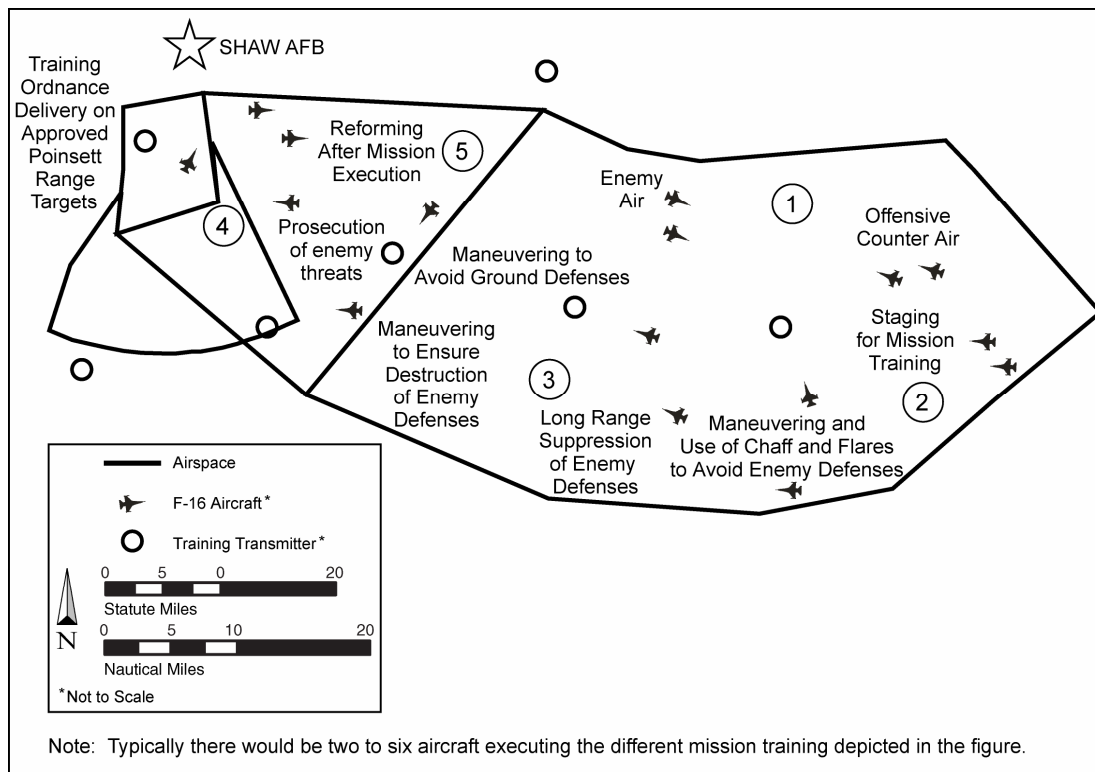 SHAW AFB
Training
Ordnance
Delivery on
Approved
Poinsett
Range
Targets
Reforming
After Mission
Execution
5
4
Prosecution
of enemy
threats
Enemy
Air
1
Offensive
Counter Air
Maneuvering to
Avoid Ground Defenses
Staging
for Mission
Training
2
Maneuvering
to Ensure
Destruction
of Enemy
Defenses
3
Long Range
Suppression
of Enemy
Defenses
Maneuvering and
Use of Chaff and Flares
to Avoid Enemy Defenses
Airspace
F-16 Aircraft*
Training Transmitter*
0 5 0 20
Statute Miles
0 5 10 20
Nautical Miles
N
*Not to Scale
Note: Typically there would be two to six aircraft executing the different mission training depicted in the figure.